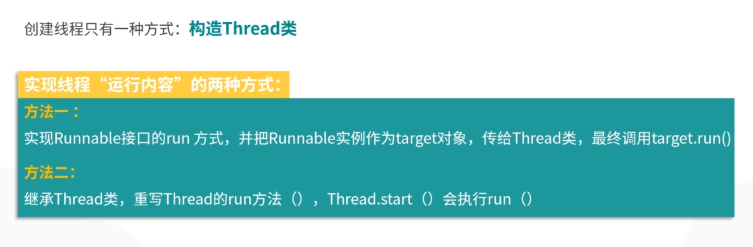 创建线程只有一种方式：构造Thread类
实现线程“运行内容”的两种方式：
方法一：
实现Runnable接口的run 方式，并把Runnable实例作为target对象，传给Thread类，最终调用target.run()
方法二：
继承Thread类，重写Thread的run方法（），Thread.start（）会执行run（）